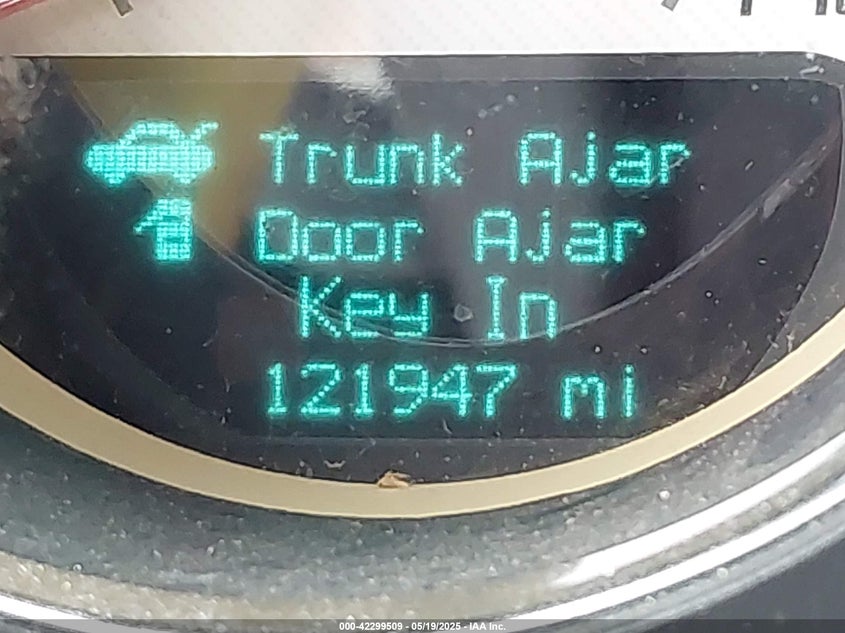 Trunk Ajar
Door Ajar
Key In
121947 mi
000-42299509 - 05/19/2025 - IAA Inc.